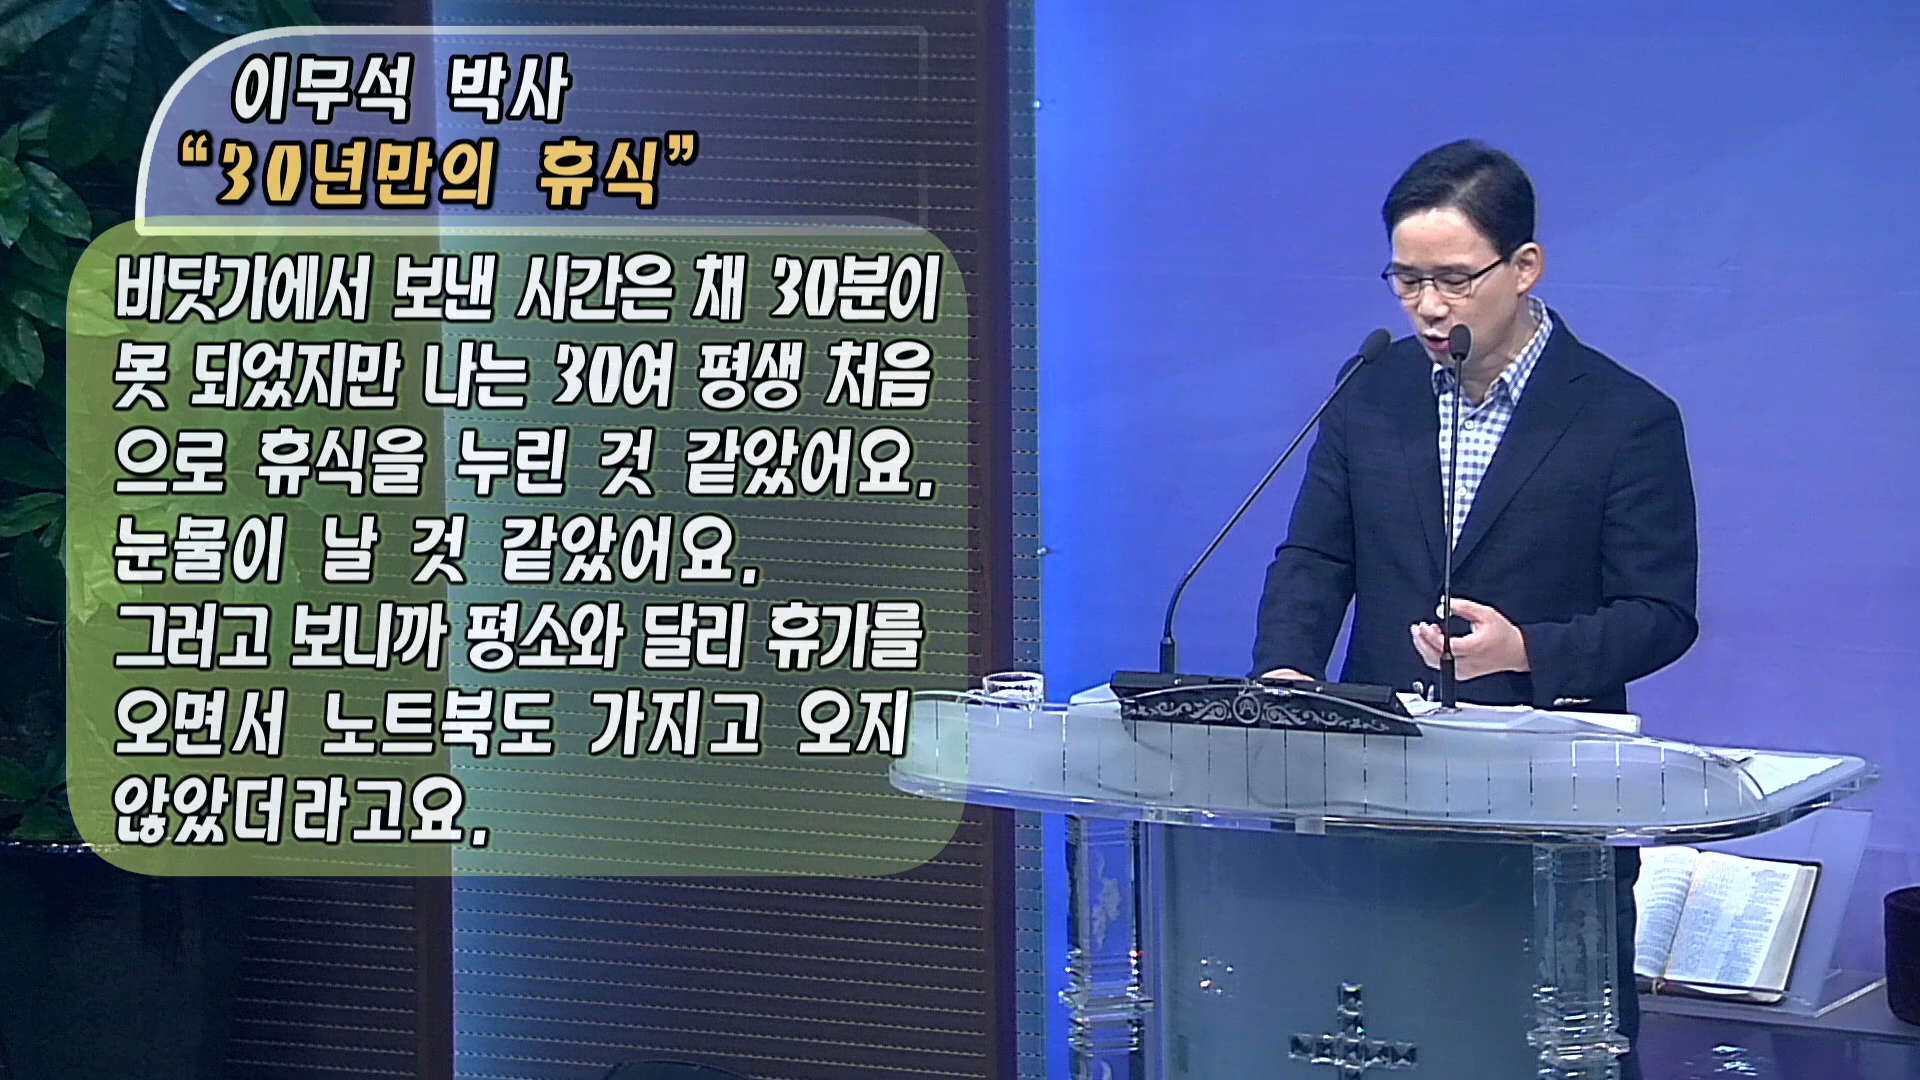 이무석 박사
“30년만의 휴식”
바닷가에서 보낸 시간은 채 30분이
못 되었지만 나는 30여 평생 처음
으로 휴식을 누린 것 같았어요.
눈물이 날 것 같았어요.
그러고 보니까 평소와 달리 휴가를
오면서 노트북도 가지고 오지
않았더라고요.